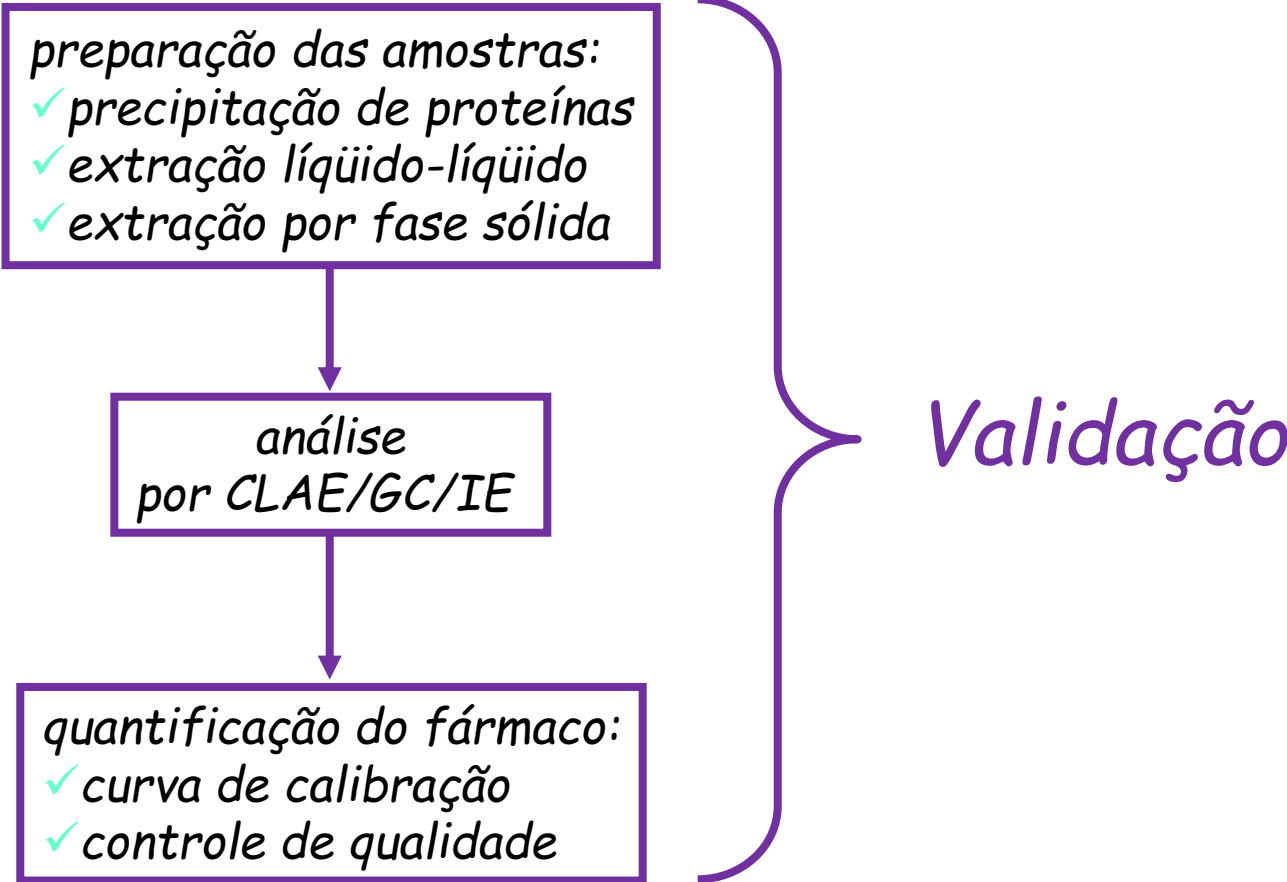 preparação das amostras:
✓precipitação de proteínas
✓extração líqüido-líqüido
✓extração por fase sólida
análise
por CLAE/GC/IE
quantificação do fármaco:
✓curva de calibração
✓controle de qualidade
Validação